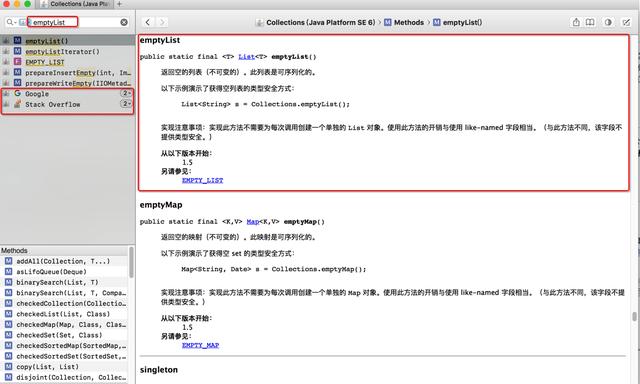 Collections (Java Platf
emptyList
Collections (Java Platform SE 6)
Methods
emptyList()
emptyList()
emptyListIterator()
EMPTY_LIST
prepareInsertEmpty(int, Im...
prepareWriteEmpty(IIOMetad...
Google
2
Stack Overflow
2
Methods
addAll(Collection, T...)
asLifoQueue(Deque)
binarySearch(List, T)
binarySearch(List, T, Compa...
checkedCollection(Collectio...
checkedList(List, Class)
checkedMap(Map, Class, Clas...
checkedSet(Set, Class)
checkedSortedMap(SortedMap,...
checkedSortedSet(SortedSet,...
copy(List, List)
disjoint(Collection, Collec...
emptyList
public static final <T> List<T> emptyList()
返回空的列表（不可变的）。此列表是可序列化的。
以下示例演示了获得空列表的类型安全方式：
List<String> s = Collections.emptyList();
实现注意事项：实现此方法不需要为每次调用创建一个单独的 List 对象。使用此方法的开销与使用 like-named 字段相当。（与此方法不同，该字段不
提供类型安全。）
从以下版本开始：
1.5
另请参见：
EMPTY_LIST
emptyMap
public static final <K,V> Map<K,V> emptyMap()
返回空的映射（不可变的）。此映射是可序列化的。
以下示例演示了获得空 set 的类型安全方式：
Map<String, Date> s = Collections.emptyMap();
实现注意事项：实现此方法不需要为每次调用创建一个单独的 Map 对象。使用此方法的开销与使用 like-named 字段相当。（与此方法不同，该字段不提
供类型安全。）
从以下版本开始：
1.5
另请参见：
EMPTY_MAP
singleton